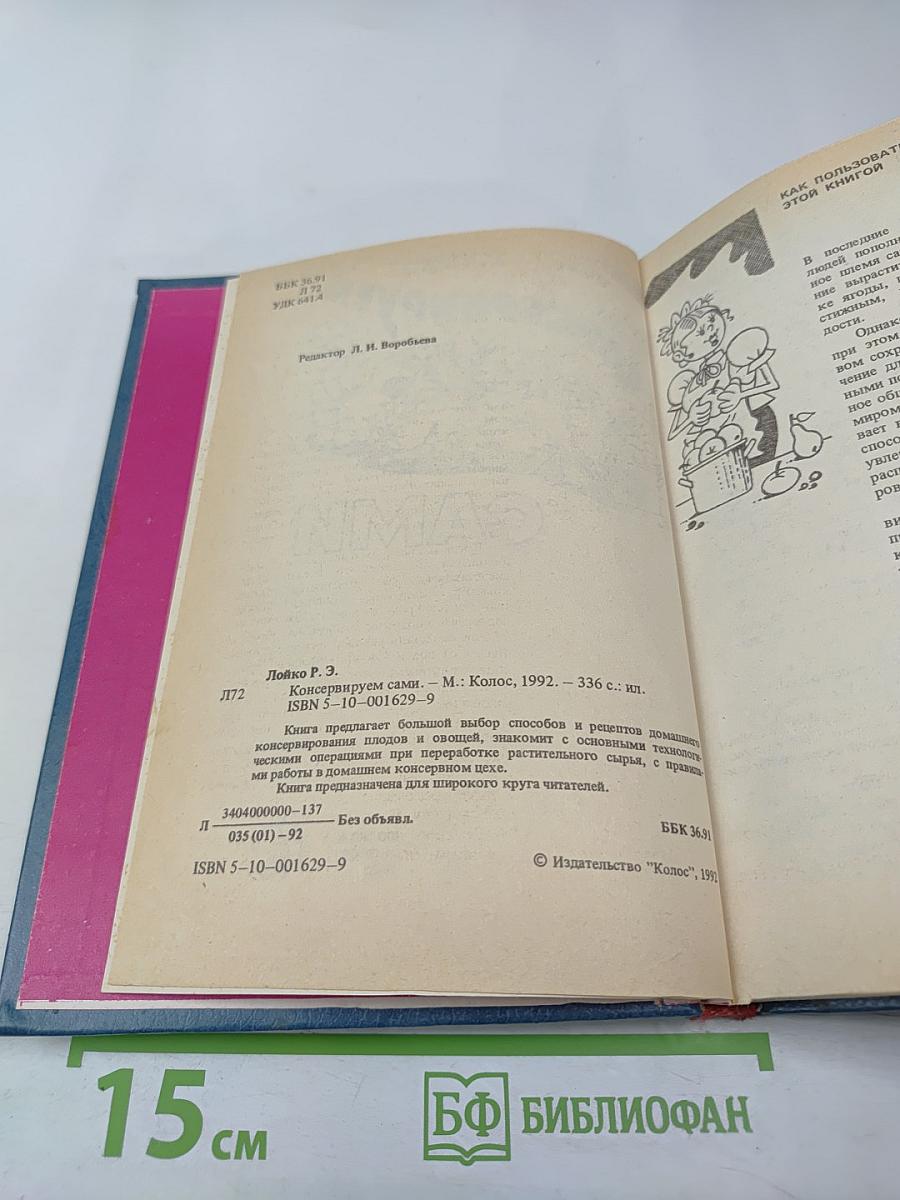 ББК 36.91
Л 72
УДК 641.4
Редактор Л. И. Воробьева
Лойко Р. Э.
Л72 Консервируем сами. – М.: Колос, 1992. – 336 с.: ил.
ISBN 5–10–001629–9
Книга предлагает большой выбор способов и рецептов домашнего
консервирования плодов и овощей, знакомит с основными технологи-
ческими операциями при переработке растительного сырья, с правила-
ми работы в домашнем консервном цехе.
Книга предназначена для широкого круга читателей.
Л 3404000000–137 Без объявл.
035 (01) –92
ББК 36.91
ISBN 5–10–001629–9
© Издательство "Колос", 1992
КАК ПОЛЬЗОВАТ
ЭТОЙ КНИГОЙ
В последние
людей попол
ное племя са
ние вырасти
ке ягоды,
стижным,
дости.
Однак
при этом
вом сохр
чение дл
ными по
ное общ
миром
вает
спосо
увле
расп
ров
ви
п
к
15 см
БФ БИБЛИОФАН